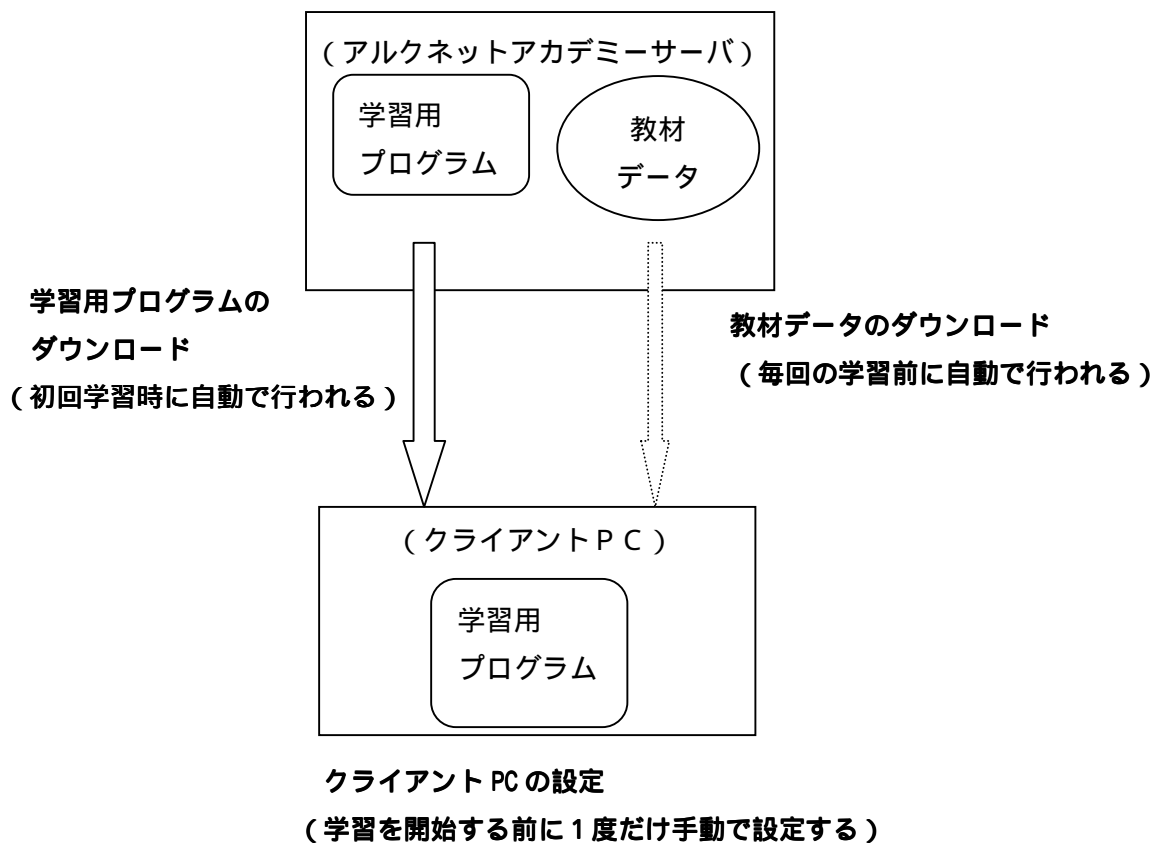 （アルクネットアカデミーサーバ）
学習用
プログラム
教材
データ
学習用プログラムの
ダウンロード
（初回学習時に自動で行われる）
教材データのダウンロード
（毎回の学習前に自動で行われる）
（クライアントＰＣ）
学習用
プログラム
クライアント PC の設定
（学習を開始する前に１度だけ手動で設定する）